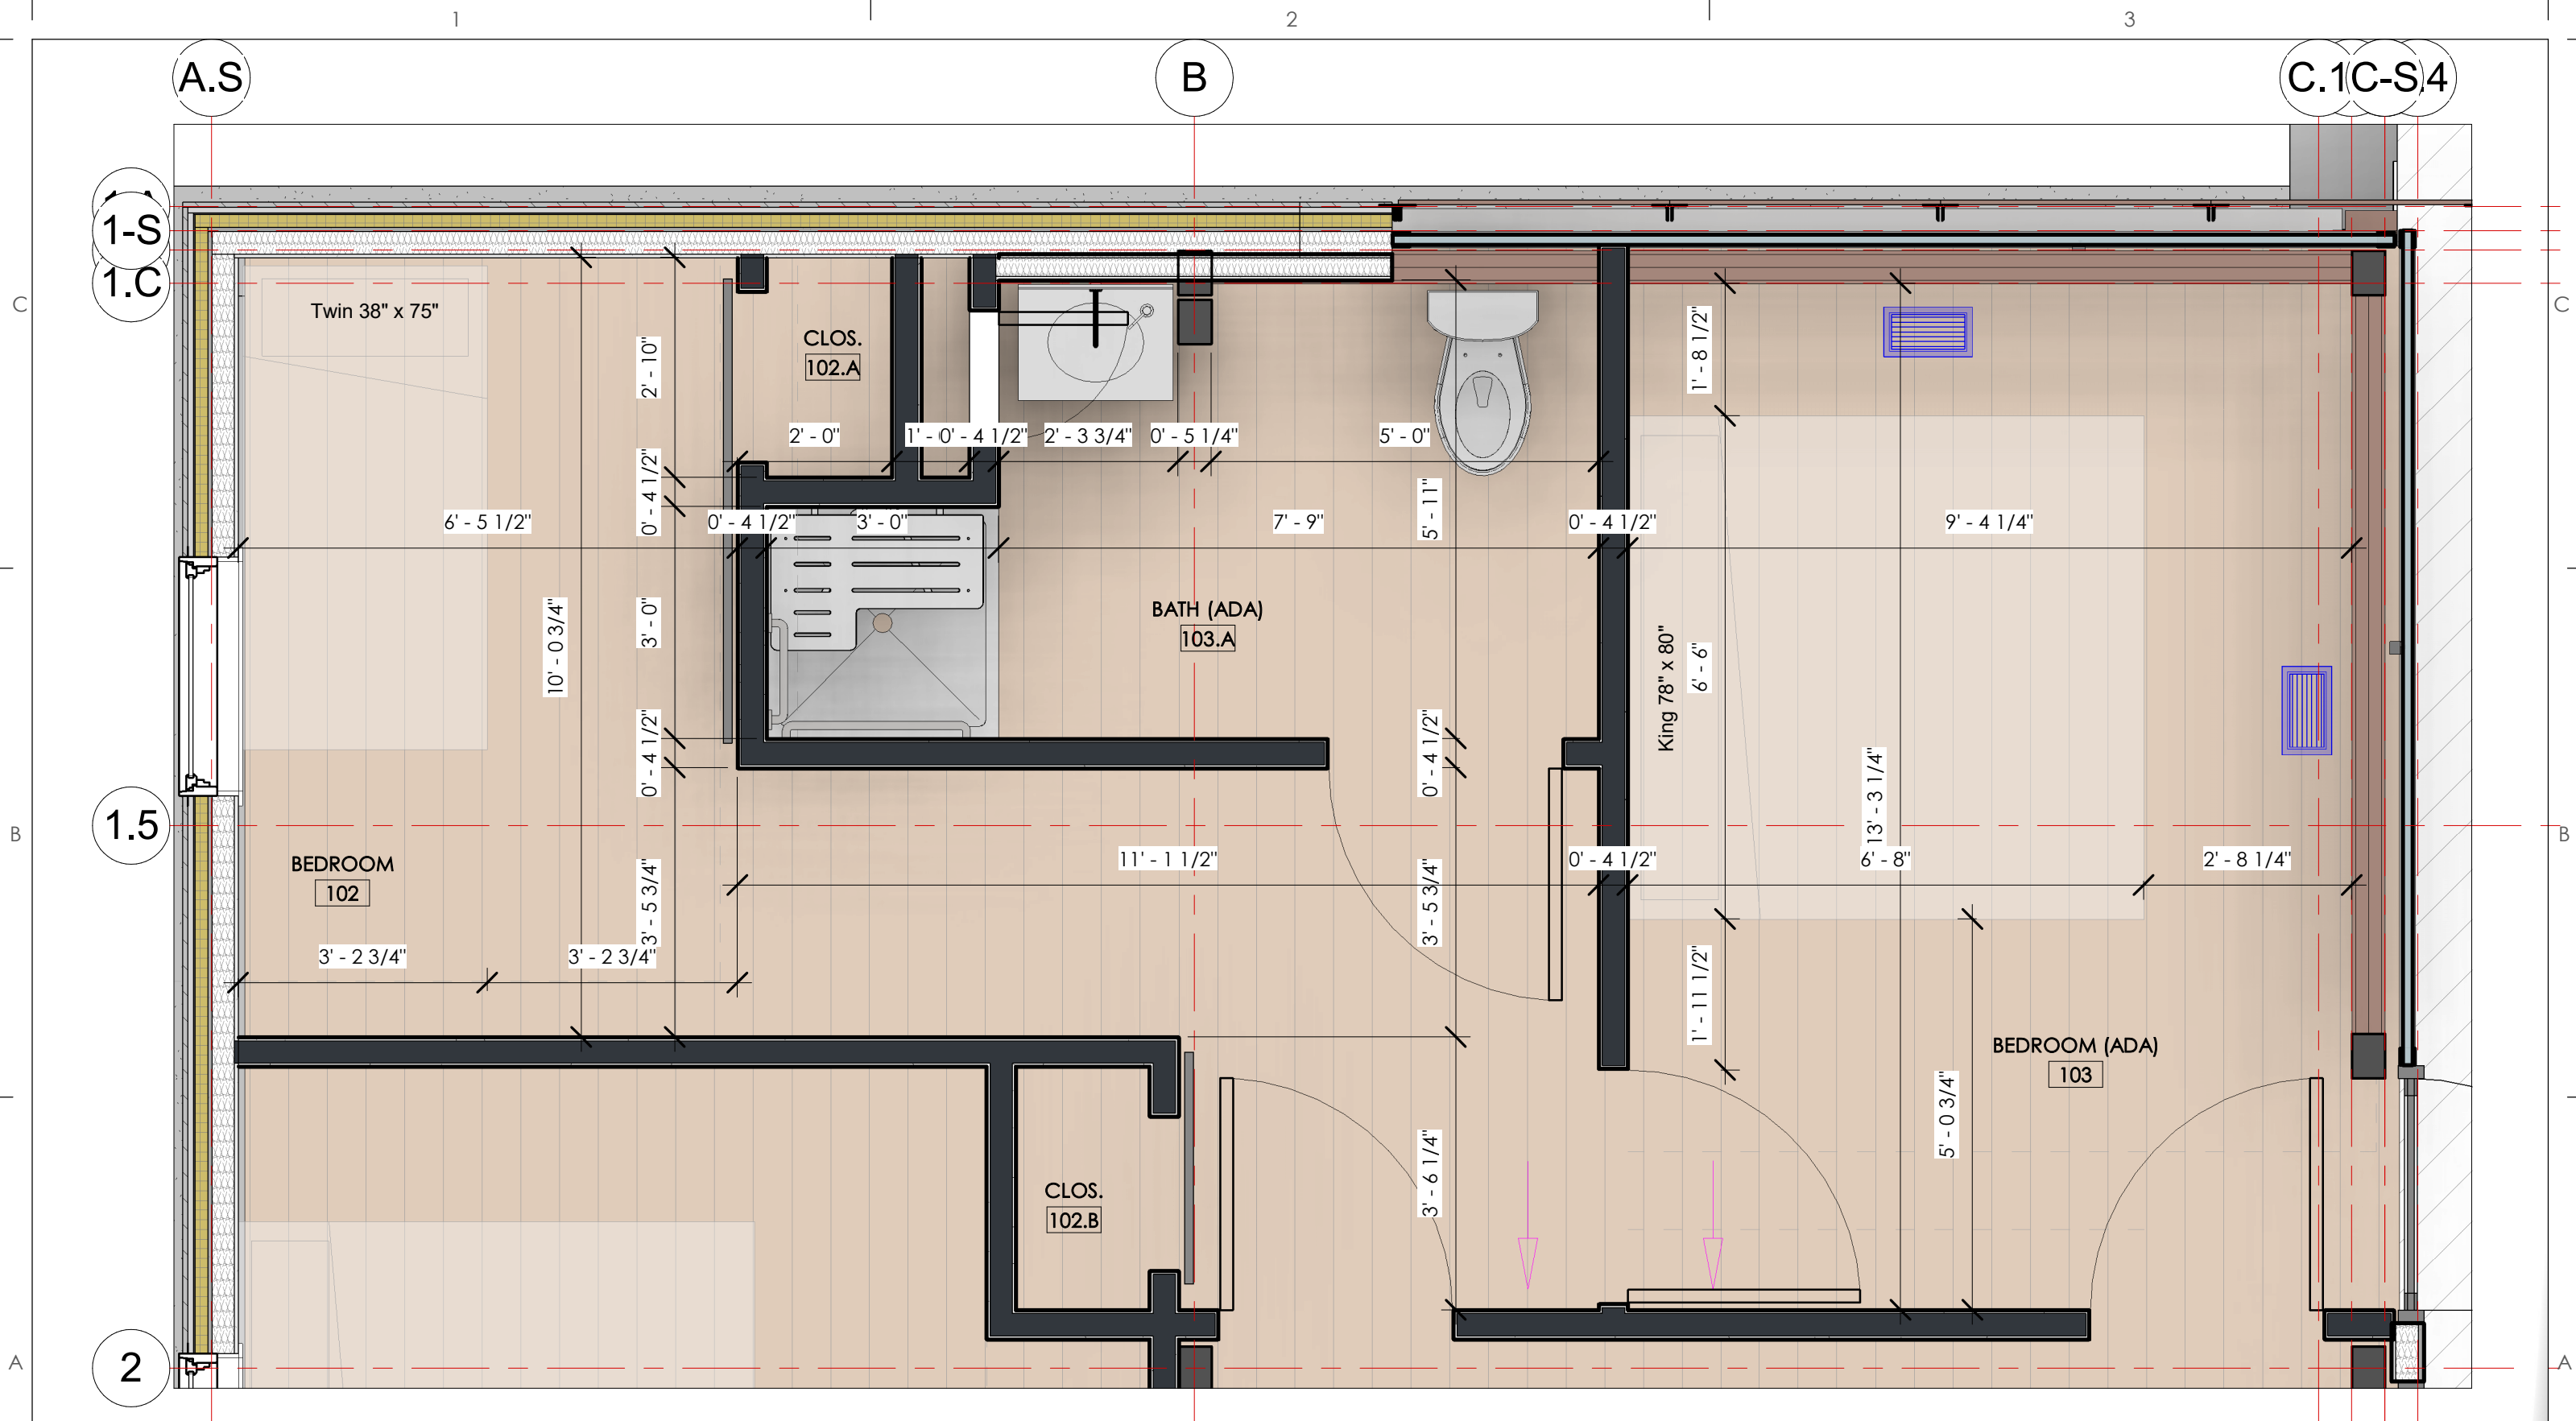 1
2
3
A.S
B
C.1
C-S
.4
1-S
1.C
C
C
Twin 38" x 75"
CLOS.
102.A
2' - 10"
1' - 8 1/2"
2' - 0"
1' - 0
' - 4 1/2"
2' - 3 3/4"
0' - 5 1/4"
5' - 0"
0' - 4 1/2"
5' - 11"
6' - 5 1/2"
0' - 4 1/2"
3' - 0"
7' - 9"
0' - 4 1/2"
9' - 4 1/4"
10' - 0 3/4"
3' - 0"
BATH (ADA)
103.A
King 78" x 80"
6' - 6"
0' - 4 1/2"
0' - 4 1/2"
13' - 3 1/4"
1.5
B
B
BEDROOM
102
3' - 5 3/4"
11' - 1 1/2"
3' - 5 3/4"
0' - 4 1/2"
6' - 8"
2' - 8 1/4"
3' - 2 3/4"
3' - 2 3/4"
1' - 11 1/2"
BEDROOM (ADA)
103
5' - 0 3/4"
3' - 6 1/4"
CLOS.
102.B
2
A
A